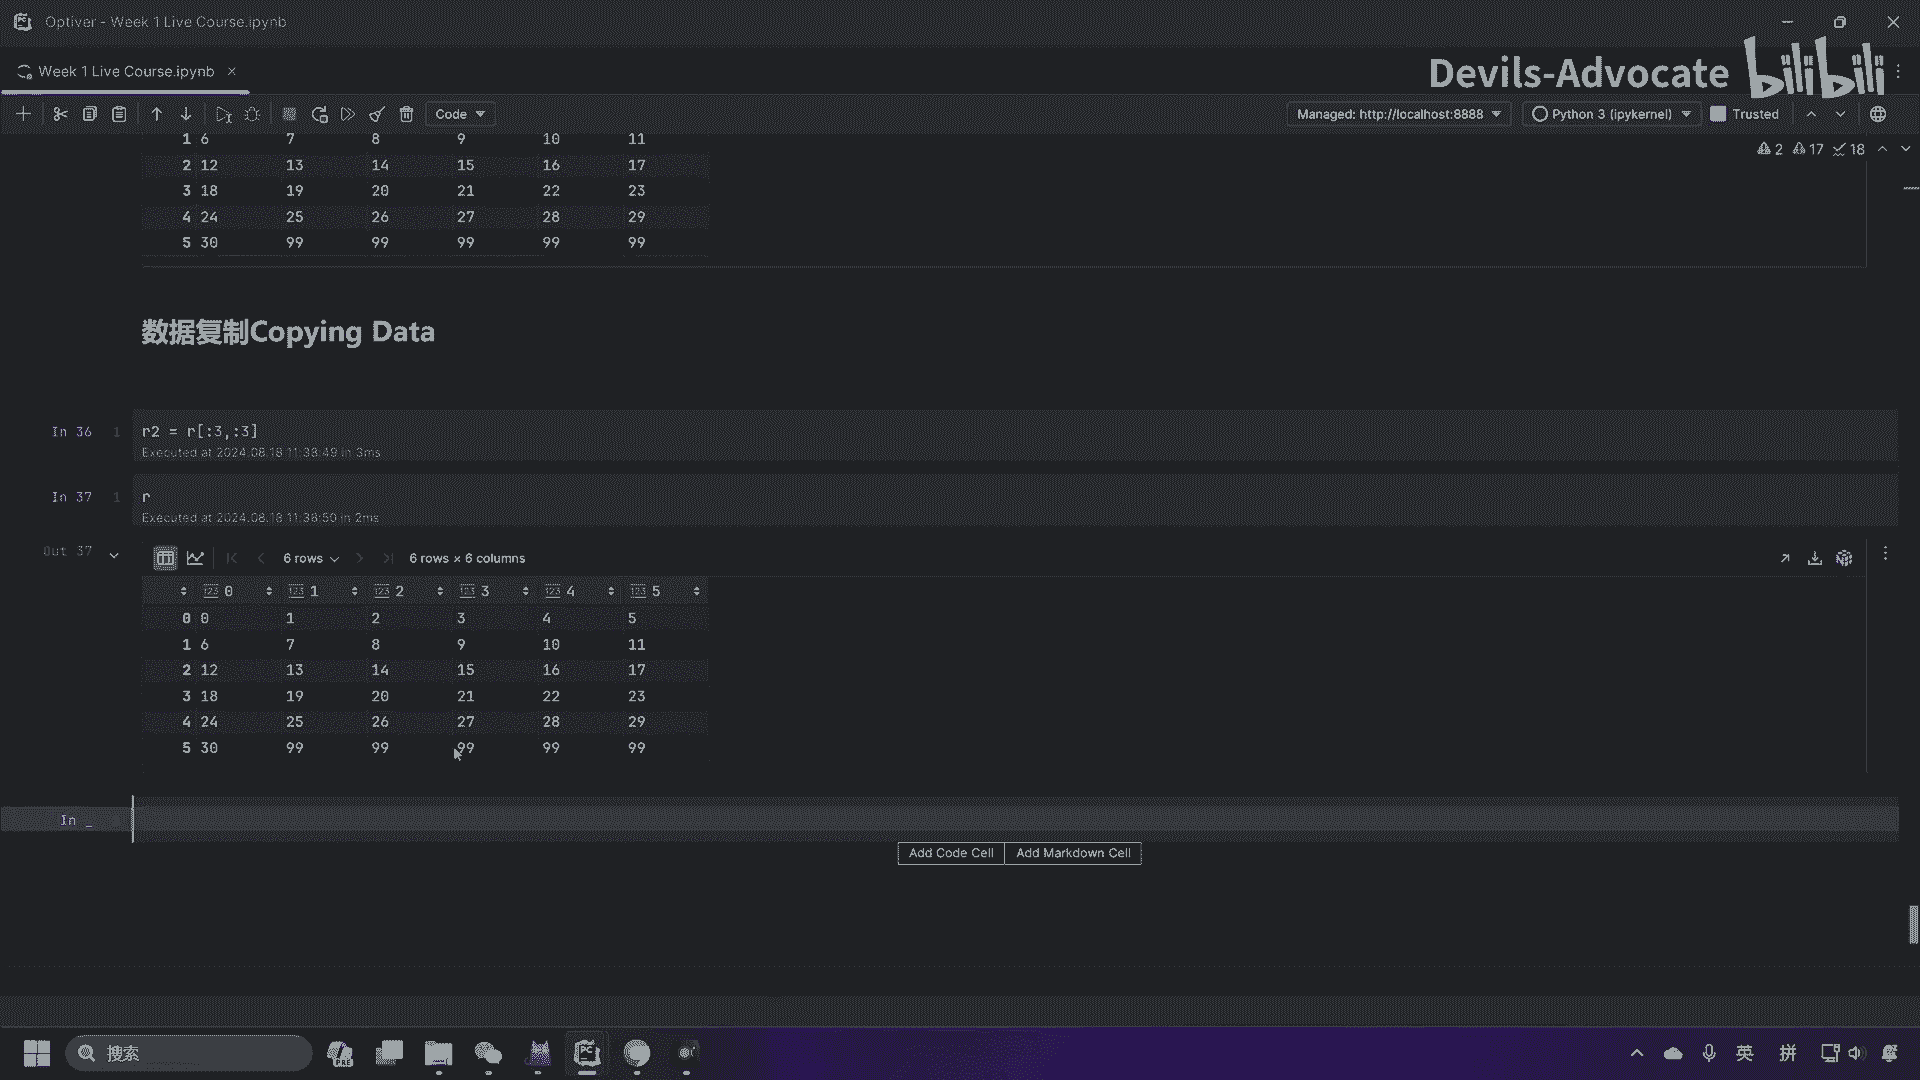 Optiver - Week 1 Live Course.ipynb
Week 1 Live Course.ipynb
Devils-Advocate bilibili
Code Managed: http://localhost:8888 Python 3 (ipykernel) Trusted
2 17 18
1 6 7 8 9 10 11
2 12 13 14 15 16 17
3 18 19 20 21 22 23
4 24 25 26 27 28 29
5 30 99 99 99 99 99
数据复制Copying Data
In 36 1 r2 = r[:3,:3]
Executed at 2024.08.18 11:38:49 in 3ms
In 37 1 r
Executed at 2024.08.18 11:38:50 in 2ms
Out 37 6 rows 6 rows × 6 columns
123 0 123 1 123 2 123 3 123 4 123 5
0 0 1 2 3 4 5
1 6 7 8 9 10 11
2 12 13 14 15 16 17
3 18 19 20 21 22 23
4 24 25 26 27 28 29
5 30 99 99 99 99 99
In _
Add Code Cell Add Markdown Cell
搜索 PRE PC 英 拼